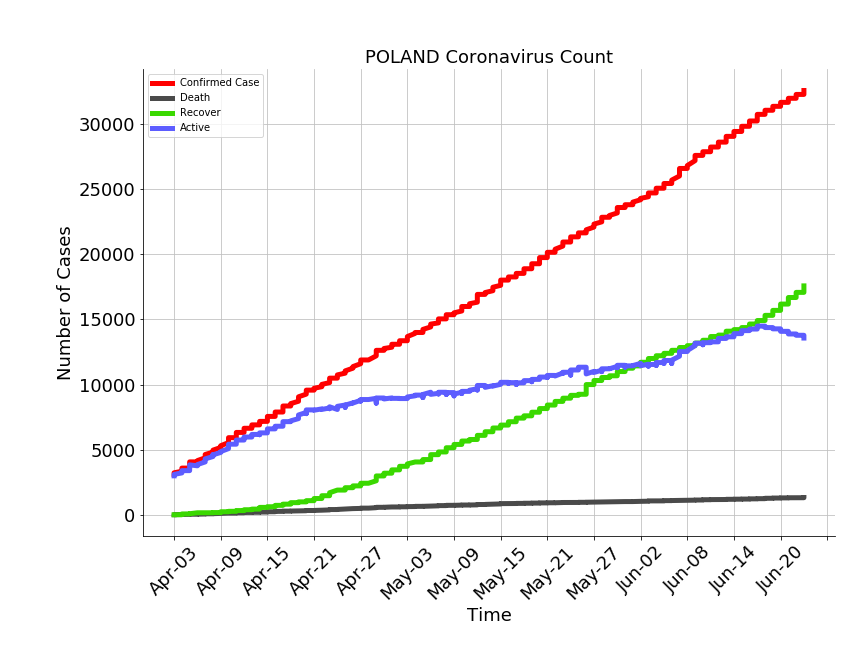 POLAND Coronavirus Count
Confirmed Case
Death
Recover
Active
30000
25000
20000
15000
10000
5000
0
Number of Cases
Apr-03 Apr-09 Apr-15 Apr-21 Apr-27 May-03 May-09 May-15 May-21 May-27 Jun-02 Jun-08 Jun-14 Jun-20
Time